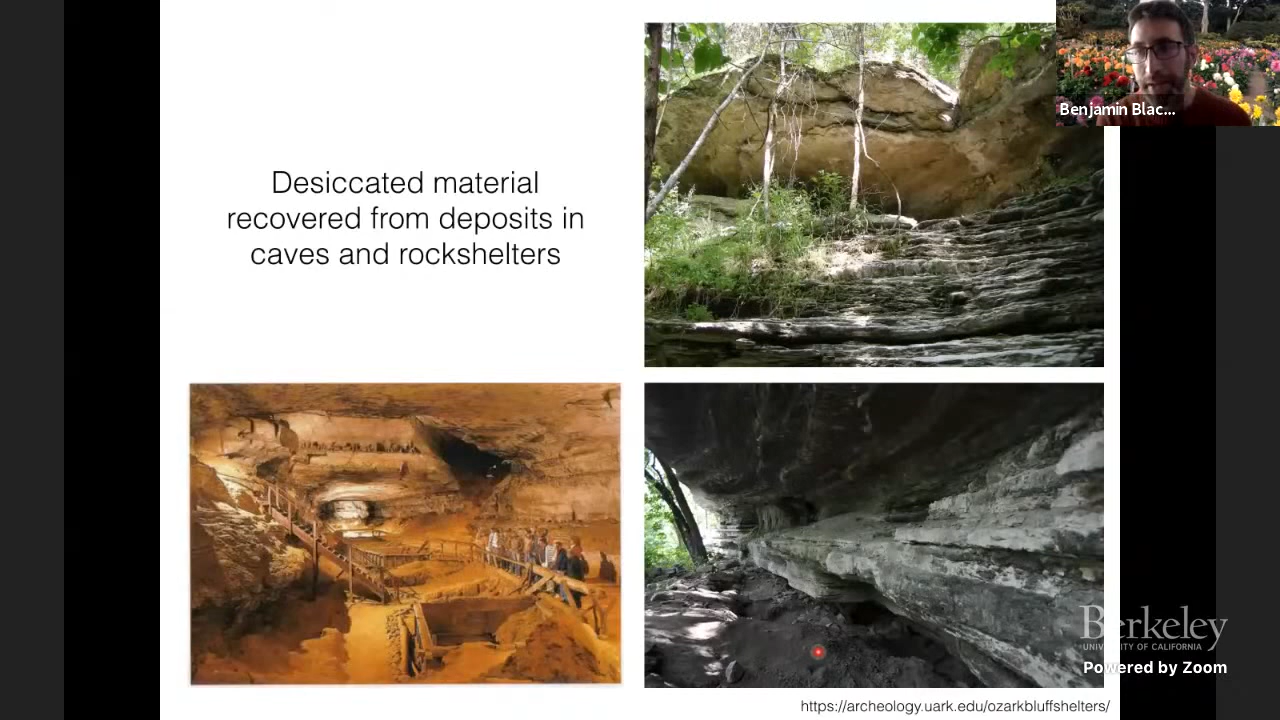 Benjamin Blac...
Desiccated material
recovered from deposits in
caves and rockshelters
Berkeley
UNIVERSITY OF CALIFORNIA
Powered by Zoom
https://archeology.uark.edu/ozarkbluffshelters/